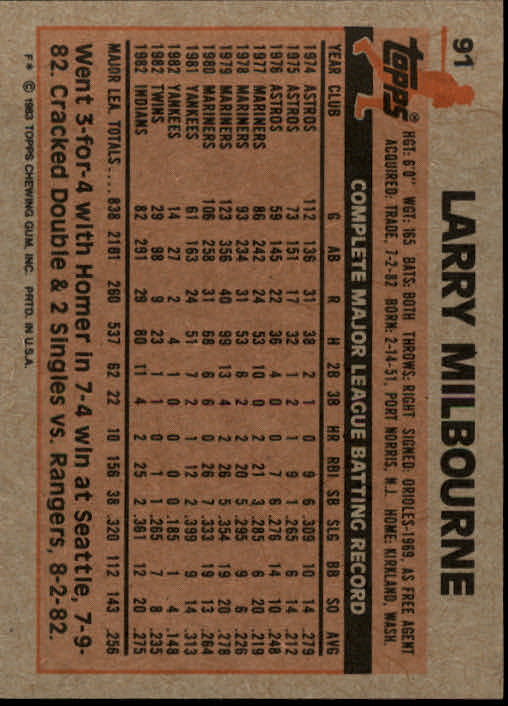 91
LARRY MILBOURNE
TOPPS®
HGT: 6'0" WGT: 165 BATS: BOTH THROWS: RIGHT SIGNED: ORIOLES-1969, AS FREE AGENT
ACQUIRED: TRADE, 7-2-82 BORN: 2-14-51, PORT NORRIS, N.J. HOME: KIRKLAND, WASH.
COMPLETE MAJOR LEAGUE BATTING RECORD
YEAR CLUB G AB R H 2B 3B HR RBI SB SLG BB SO AVG
1974 ASTROS 112 136 31 38 2 1 0 9 6 .309 10 14 .279
1975 ASTROS 73 151 17 32 1 2 1 9 1 .265 6 14 .212
1976 ASTROS 59 145 22 36 4 0 0 7 6 .276 14 10 .248
1977 MARINERS 86 242 24 53 10 0 2 21 3 .285 6 20 .219
1978 MARINERS 93 234 31 53 6 2 2 20 5 .295 9 6 .226
1979 MARINERS 123 356 40 99 13 4 2 26 5 .354 19 20 .278
1980 MARINERS 106 258 31 68 6 6 0 26 7 .333 19 13 .264
1981 YANKEES 61 163 24 51 7 2 1 12 2 .399 9 14 .313
1982 YANKEES 14 27 2 4 1 0 0 0 0 .185 1 4 .148
1982 TWINS 29 98 9 23 1 1 0 1 1 .265 7 8 .235
1982 INDIANS 82 291 29 80 11 4 2 25 2 .361 12 20 .275
MAJOR LEA. TOTALS.... 838 2101 260 537 62 22 10 156 38 .320 112 143 .256
Went 3-for-4 with Homer in 7-4 win at Seattle, 7-9-
82. Cracked Double & 2 Singles vs. Rangers, 8-2-82.
F* © 1983 TOPPS CHEWING GUM, INC. PRTD. IN U.S.A.